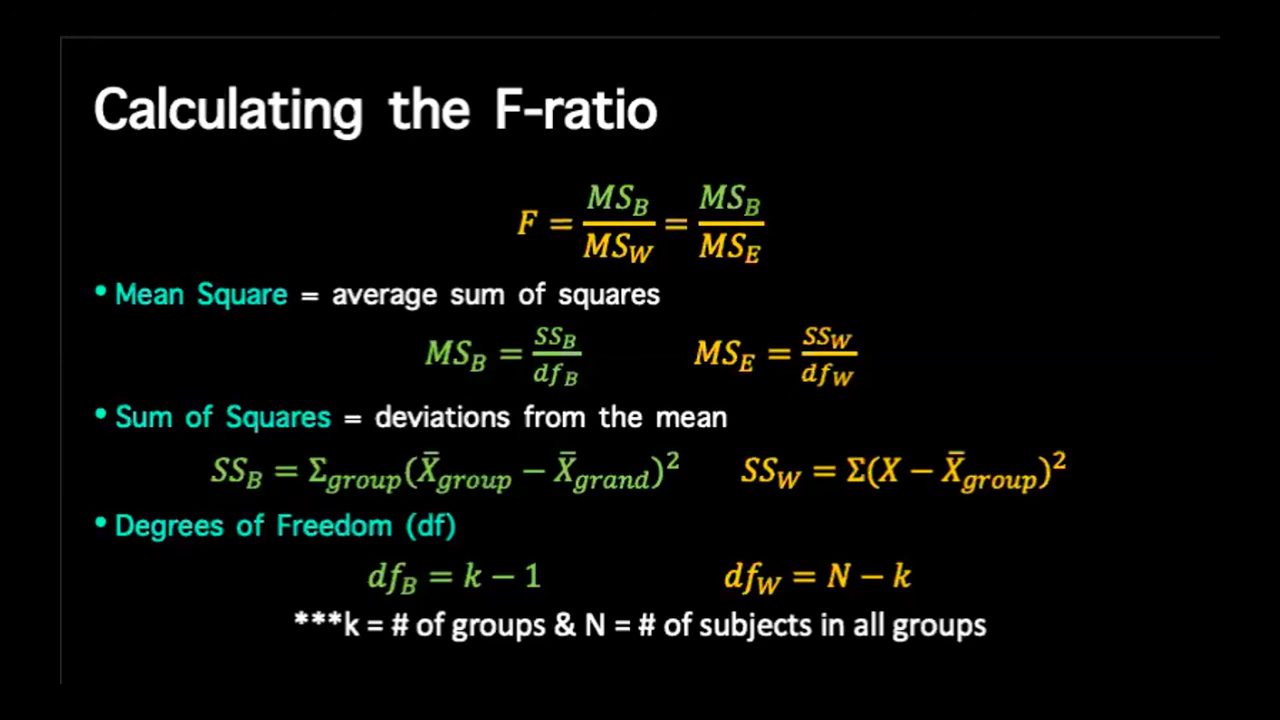 Calculating the F-ratio
F = MS_B/MS_W = MS_B/MS_E
• Mean Square = average sum of squares
MS_B = SS_B/df_B MS_E = SS_W/df_W
• Sum of Squares = deviations from the mean
SS_B = Σ_group(X̄_group − X̄_grand)² SS_W = Σ(X − X̄_group)²
• Degrees of Freedom (df)
df_B = k − 1 df_W = N − k
***k = # of groups & N = # of subjects in all groups